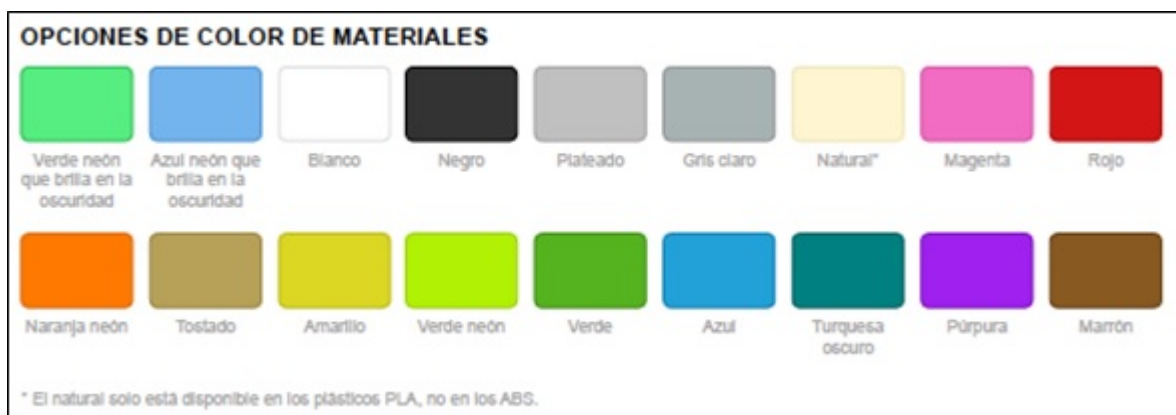 OPCIONES DE COLOR DE MATERIALES
Verde neón que brilla en la oscuridad
Azul neón que brilla en la oscuridad
Blanco
Negro
Plateado
Gris claro
Natural*
Magenta
Rojo
Naranja neón
Tostado
Amarillo
Verde neón
Verde
Azul
Turquesa oscuro
Púrpura
Marrón
* El natural solo está disponible en los plásticos PLA, no en los ABS.